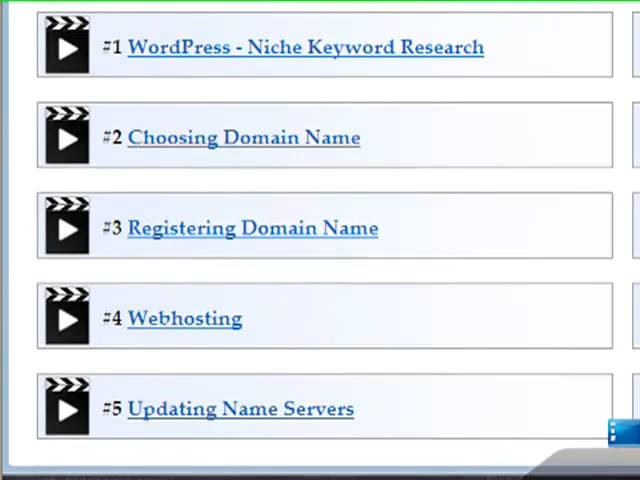 #1 WordPress - Niche Keyword Research
#2 Choosing Domain Name
#3 Registering Domain Name
#4 Webhosting
#5 Updating Name Servers